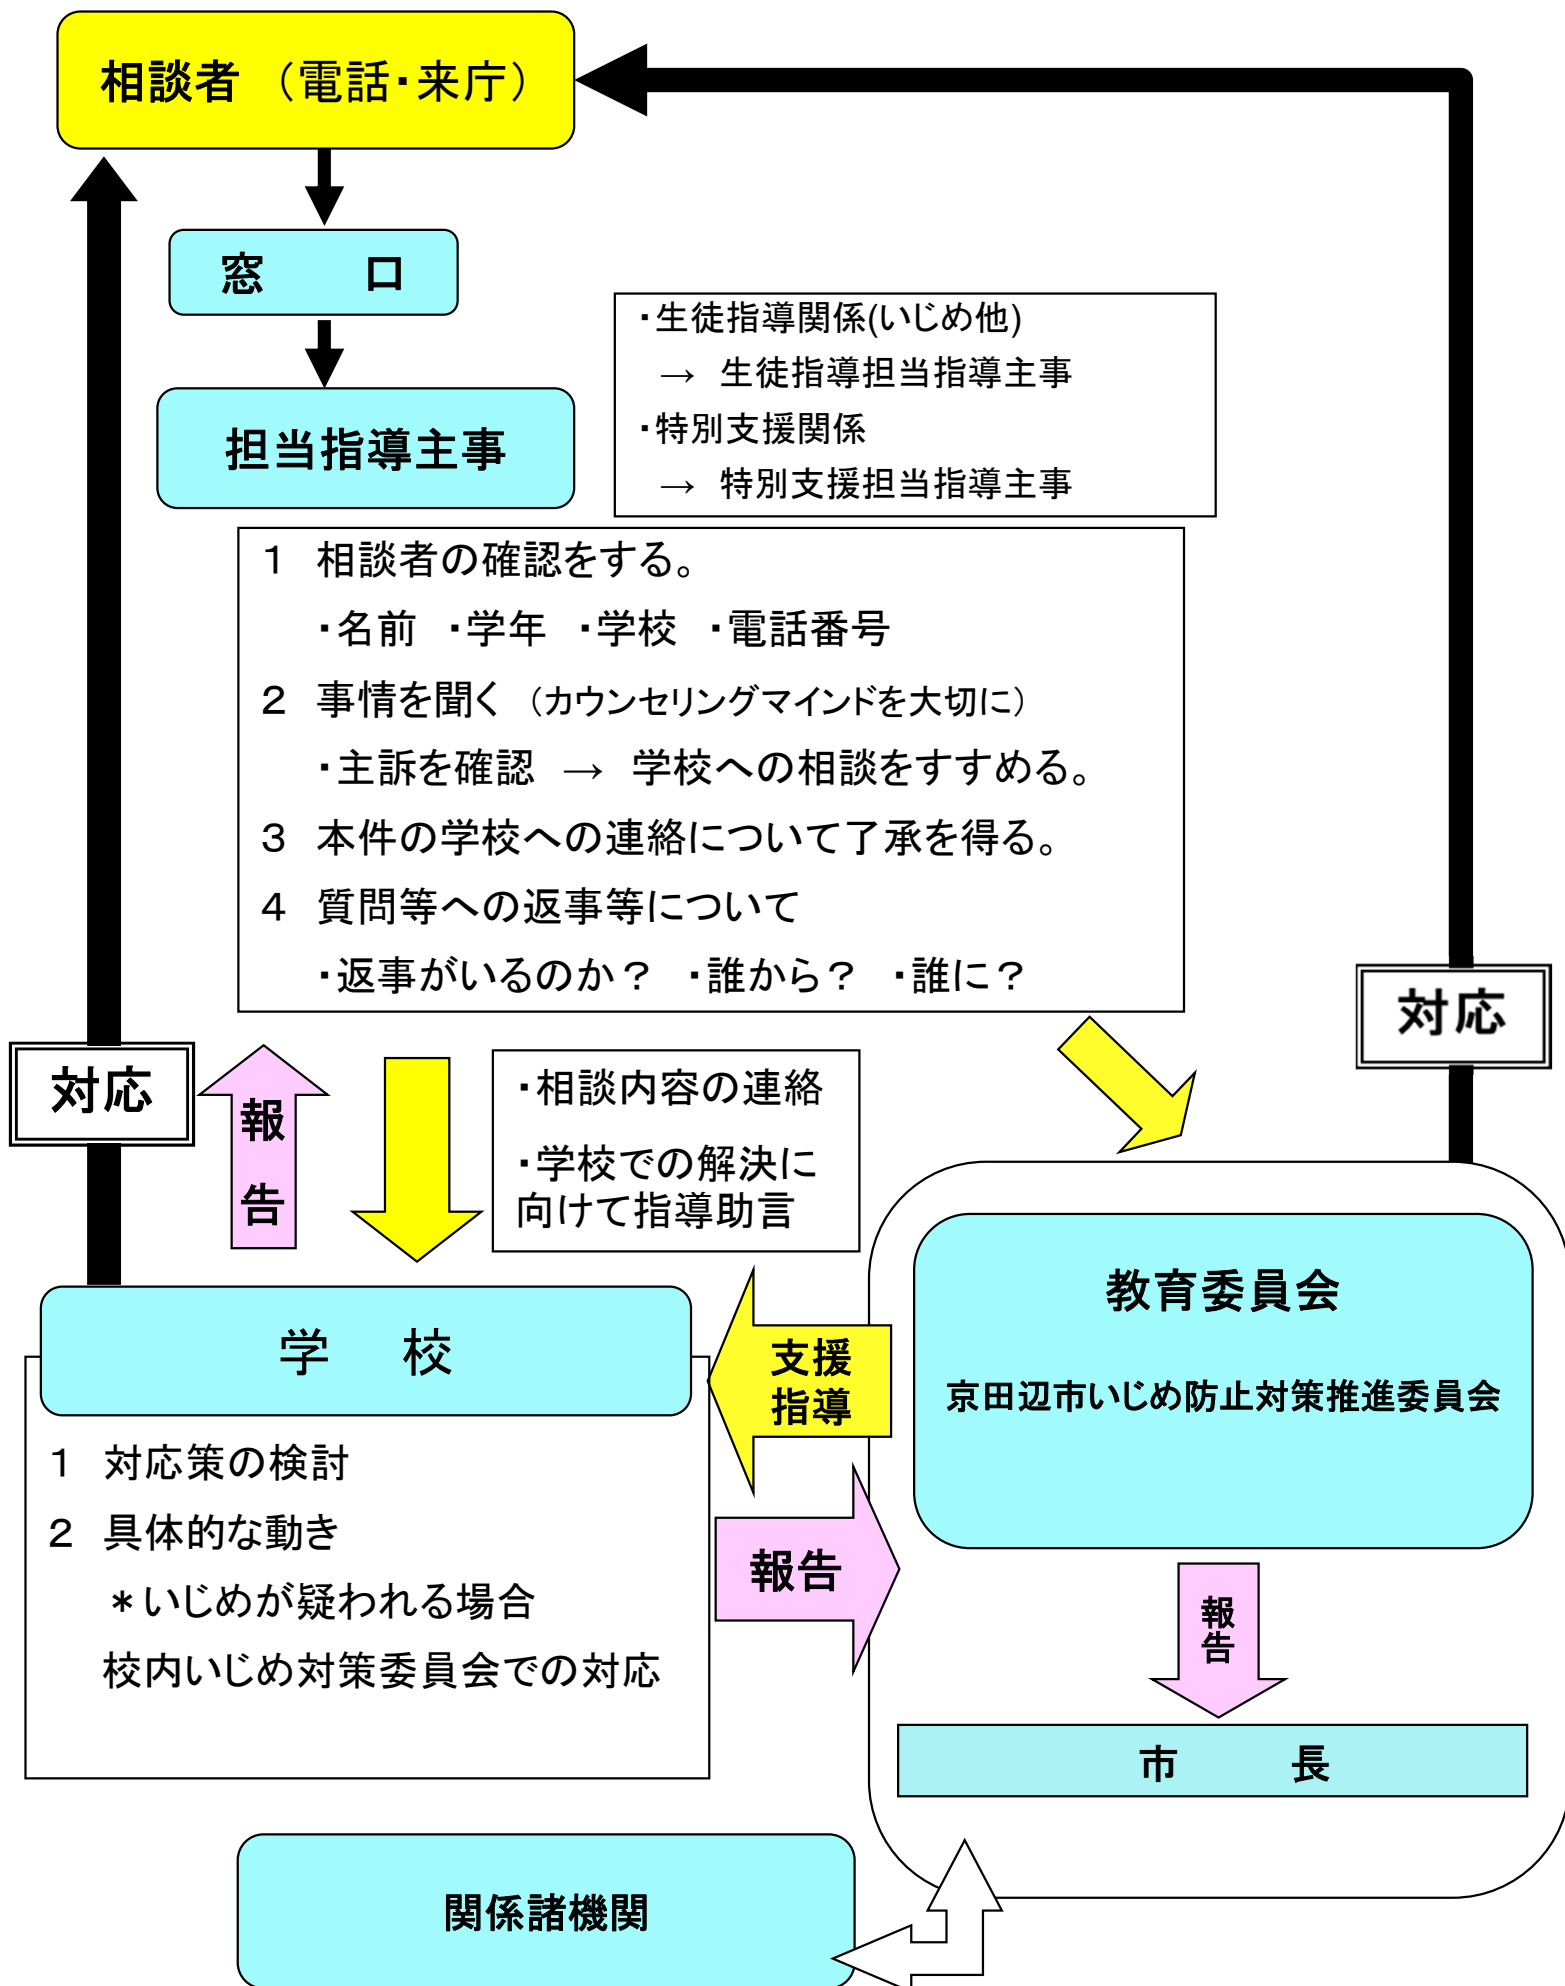 相談者 （電話・来庁）
窓　口
担当指導主事
・生徒指導関係(いじめ他)
→ 生徒指導担当指導主事
・特別支援関係
→ 特別支援担当指導主事
１ 相談者の確認をする。
・名前 ・学年 ・学校 ・電話番号
２ 事情を聞く （カウンセリングマインドを大切に）
・主訴を確認 → 学校への相談をすすめる。
３ 本件の学校への連絡について了承を得る。
４ 質問等への返事等について
・返事がいるのか？ ・誰から？ ・誰に？
対応
対応
報
告
・相談内容の連絡
・学校での解決に
向けて指導助言
学　校
１ 対応策の検討
２ 具体的な動き
＊いじめが疑われる場合
校内いじめ対策委員会での対応
支援
指導
報告
教育委員会
京田辺市いじめ防止対策推進委員会
報
告
市　長
関係諸機関